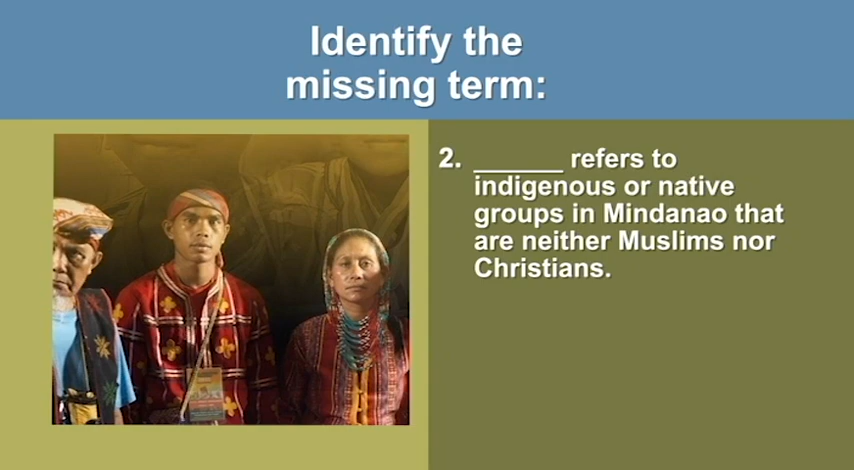 Identify the
missing term:
2. ______ refers to
indigenous or native
groups in Mindanao that
are neither Muslims nor
Christians.